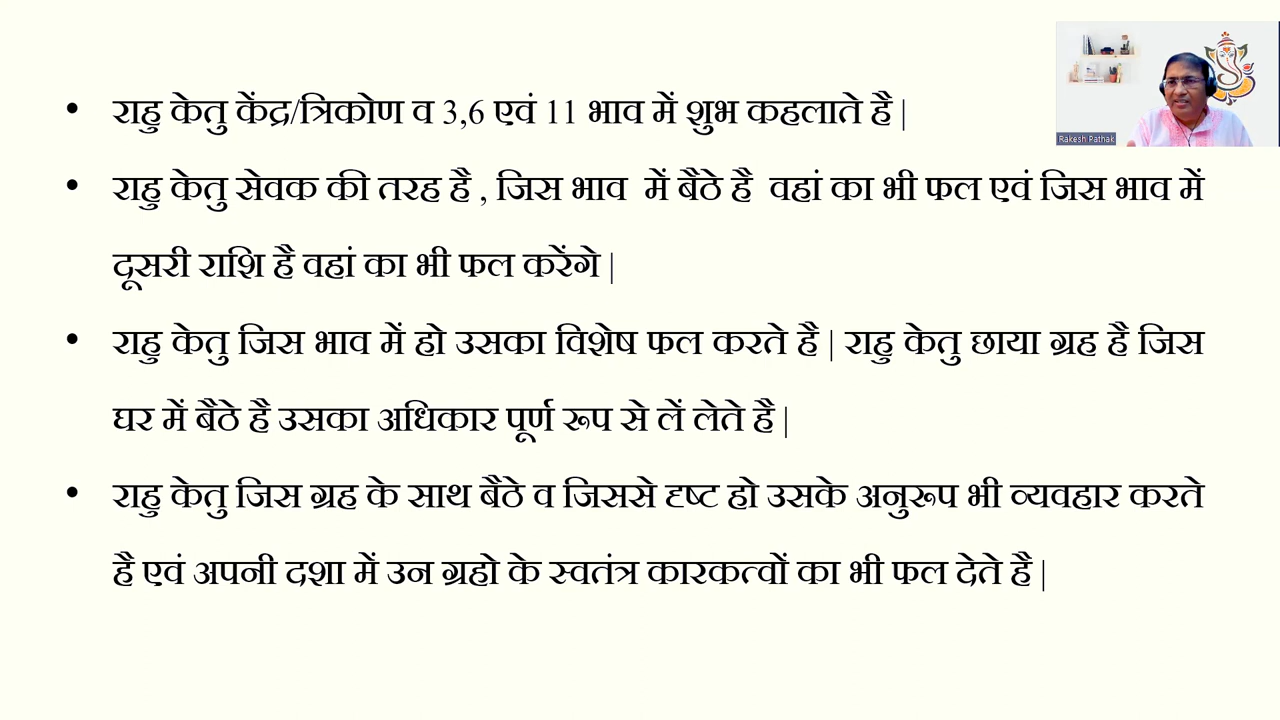 • राहु केतु केंद्र/त्रिकोण व 3,6 एवं 11 भाव में शुभ कहलाते है |
• राहु केतु सेवक की तरह है , जिस भाव में बैठे है वहां का भी फल एवं जिस भाव में
दूसरी राशि है वहां का भी फल करेंगे |
• राहु केतु जिस भाव में हो उसका विशेष फल करते है | राहु केतु छाया ग्रह है जिस
घर में बैठे है उसका अधिकार पूर्ण रूप से लें लेते है |
• राहु केतु जिस ग्रह के साथ बैठे व जिससे दृष्ट हो उसके अनुरूप भी व्यवहार करते
है एवं अपनी दशा में उन ग्रहो के स्वतंत्र कारकत्वों का भी फल देते है |
Rakesh Pathak